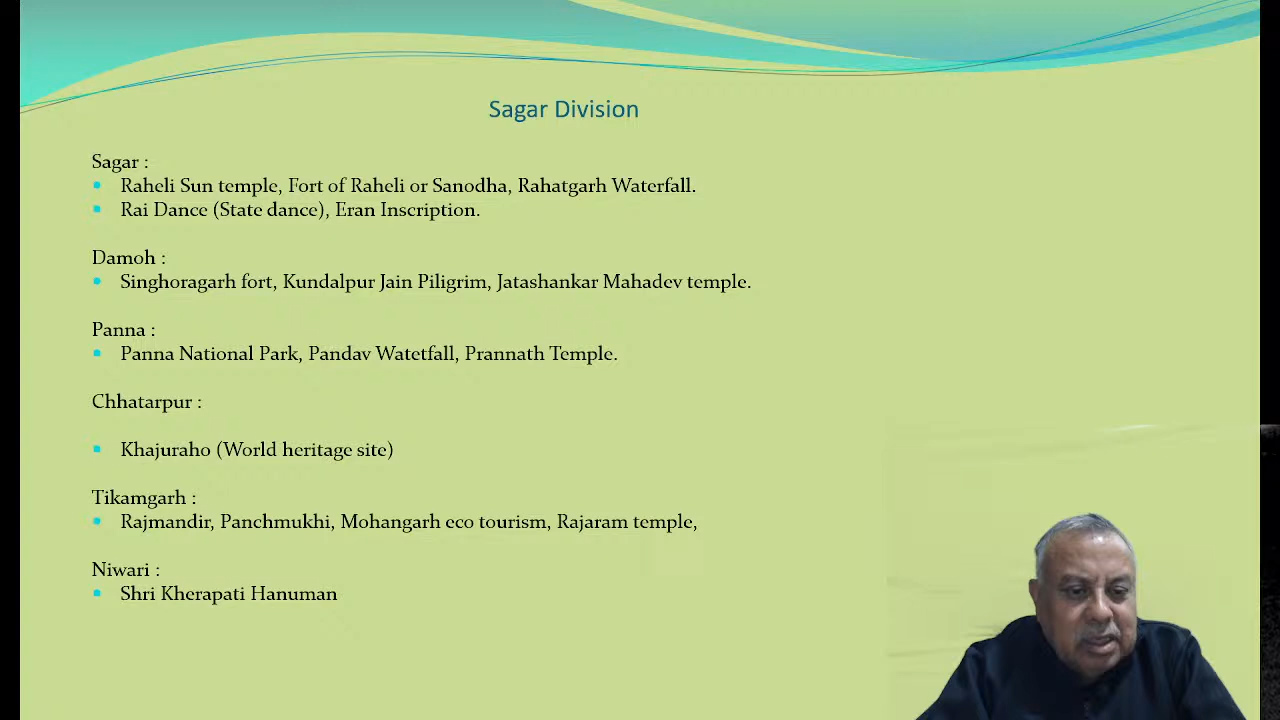 Sagar Division
Sagar :
Raheli Sun temple, Fort of Raheli or Sanodha, Rahatgarh Waterfall.
Rai Dance (State dance), Eran Inscription.
Damoh :
Singhoragarh fort, Kundalpur Jain Piligrim, Jatashankar Mahadev temple.
Panna :
Panna National Park, Pandav Watetfall, Prannath Temple.
Chhatarpur :
Khajuraho (World heritage site)
Tikamgarh :
Rajmandir, Panchmukhi, Mohangarh eco tourism, Rajaram temple,
Niwari :
Shri Kherapati Hanuman